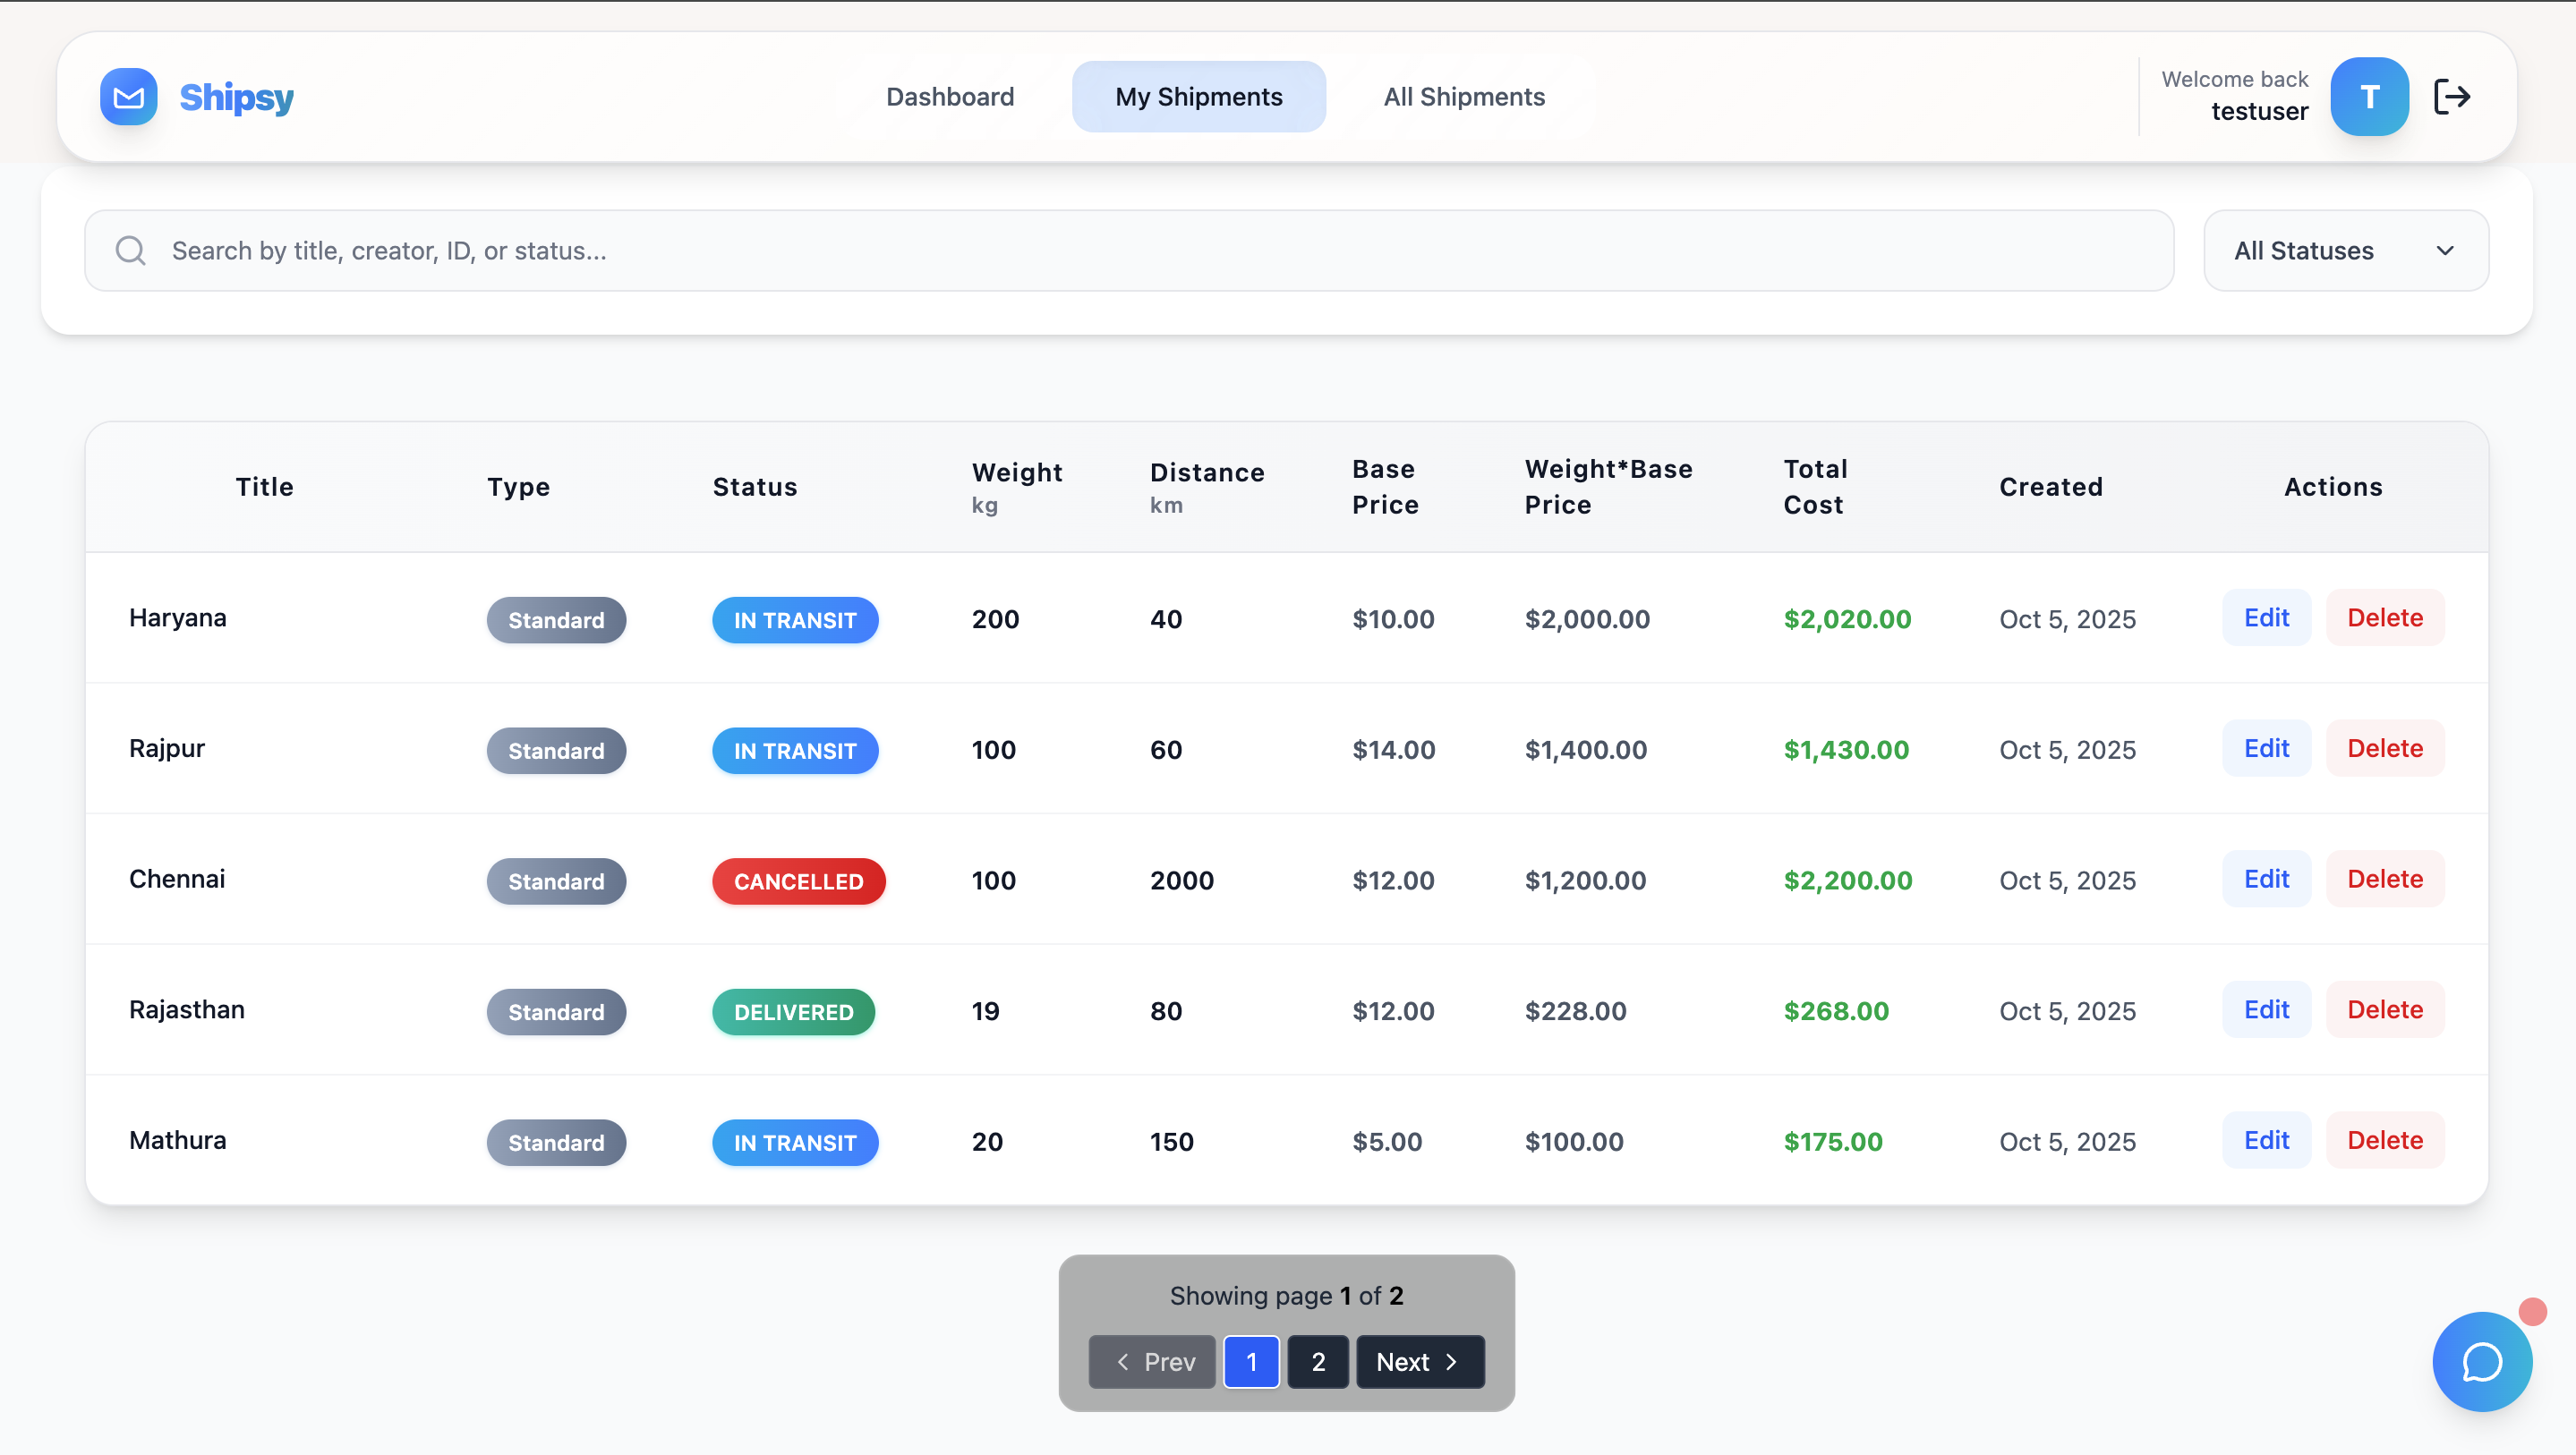 Shipsy
Dashboard
My Shipments
All Shipments
Welcome back
testuser
T
Search by title, creator, ID, or status...
All Statuses
Title Type Status Weight kg Distance km Base Price Weight*Base Price Total Cost Created Actions
Haryana Standard IN TRANSIT 200 40 $10.00 $2,000.00 $2,020.00 Oct 5, 2025 Edit Delete
Rajpur Standard IN TRANSIT 100 60 $14.00 $1,400.00 $1,430.00 Oct 5, 2025 Edit Delete
Chennai Standard CANCELLED 100 2000 $12.00 $1,200.00 $2,200.00 Oct 5, 2025 Edit Delete
Rajasthan Standard DELIVERED 19 80 $12.00 $228.00 $268.00 Oct 5, 2025 Edit Delete
Mathura Standard IN TRANSIT 20 150 $5.00 $100.00 $175.00 Oct 5, 2025 Edit Delete
Showing page 1 of 2
Prev 1 2 Next